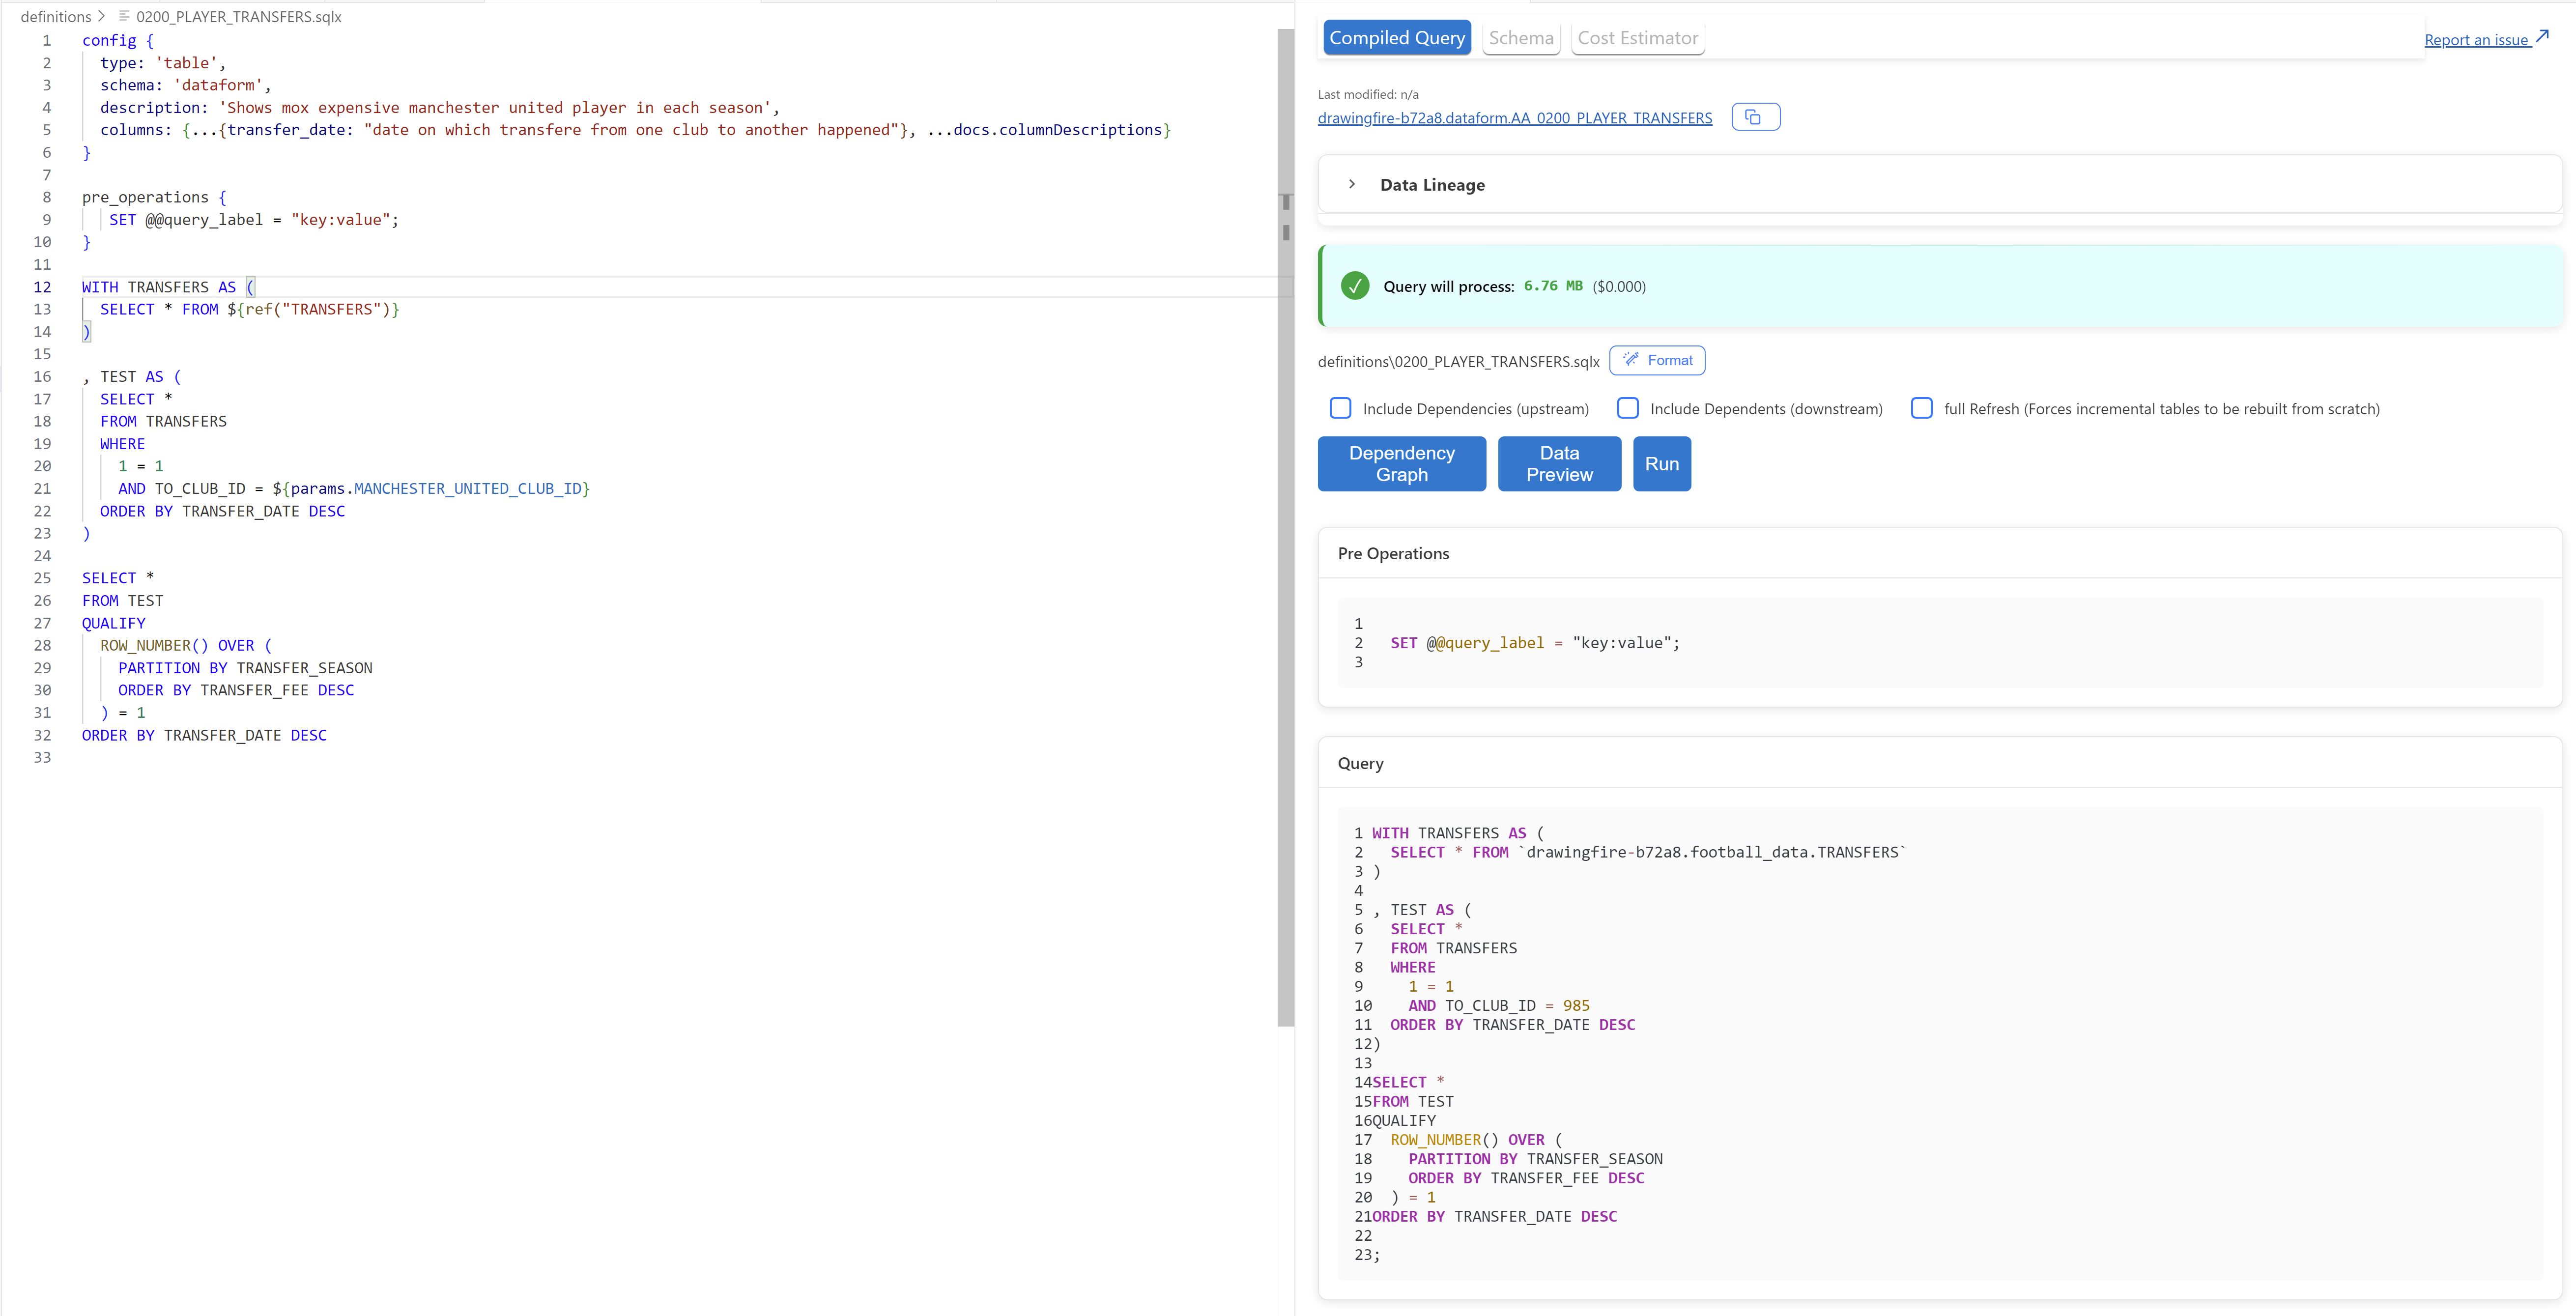 definitions > 0200_PLAYER_TRANSFERS.sqlx
1 config {
2   type: 'table',
3   schema: 'dataform',
4   description: 'Shows mox expensive manchester united player in each season',
5   columns: {...{transfer_date: "date on which transfere from one club to another happened"}, ...docs.columnDescriptions}
6 }
7
8 pre_operations {
9    SET @@query_label = "key:value";
10 }
11
12 WITH TRANSFERS AS (
13   SELECT * FROM ${ref("TRANSFERS")}
14 )
15
16 , TEST AS (
17   SELECT *
18   FROM TRANSFERS
19   WHERE
20     1 = 1
21     AND TO_CLUB_ID = ${params.MANCHESTER_UNITED_CLUB_ID}
22   ORDER BY TRANSFER_DATE DESC
23 )
24
25 SELECT *
26 FROM TEST
27 QUALIFY
28   ROW_NUMBER() OVER (
29     PARTITION BY TRANSFER_SEASON
30     ORDER BY TRANSFER_FEE DESC
31   ) = 1
32 ORDER BY TRANSFER_DATE DESC
33
Compiled Query Schema Cost Estimator
Report an issue
Last modified: n/a
drawingfire-b72a8.dataform.AA_0200_PLAYER_TRANSFERS
Data Lineage
Query will process: 6.76 MB ($0.000)
definitions\0200_PLAYER_TRANSFERS.sqlx Format
Include Dependencies (upstream) Include Dependents (downstream) full Refresh (Forces incremental tables to be rebuilt from scratch)
Dependency Graph Data Preview Run
Pre Operations
1
2   SET @@query_label = "key:value";
3
Query
1 WITH TRANSFERS AS (
2   SELECT * FROM `drawingfire-b72a8.football_data.TRANSFERS`
3 )
4
5 , TEST AS (
6   SELECT *
7   FROM TRANSFERS
8   WHERE
9     1 = 1
10    AND TO_CLUB_ID = 985
11  ORDER BY TRANSFER_DATE DESC
12)
13
14SELECT *
15FROM TEST
16QUALIFY
17  ROW_NUMBER() OVER (
18    PARTITION BY TRANSFER_SEASON
19    ORDER BY TRANSFER_FEE DESC
20  ) = 1
21ORDER BY TRANSFER_DATE DESC
22
23;